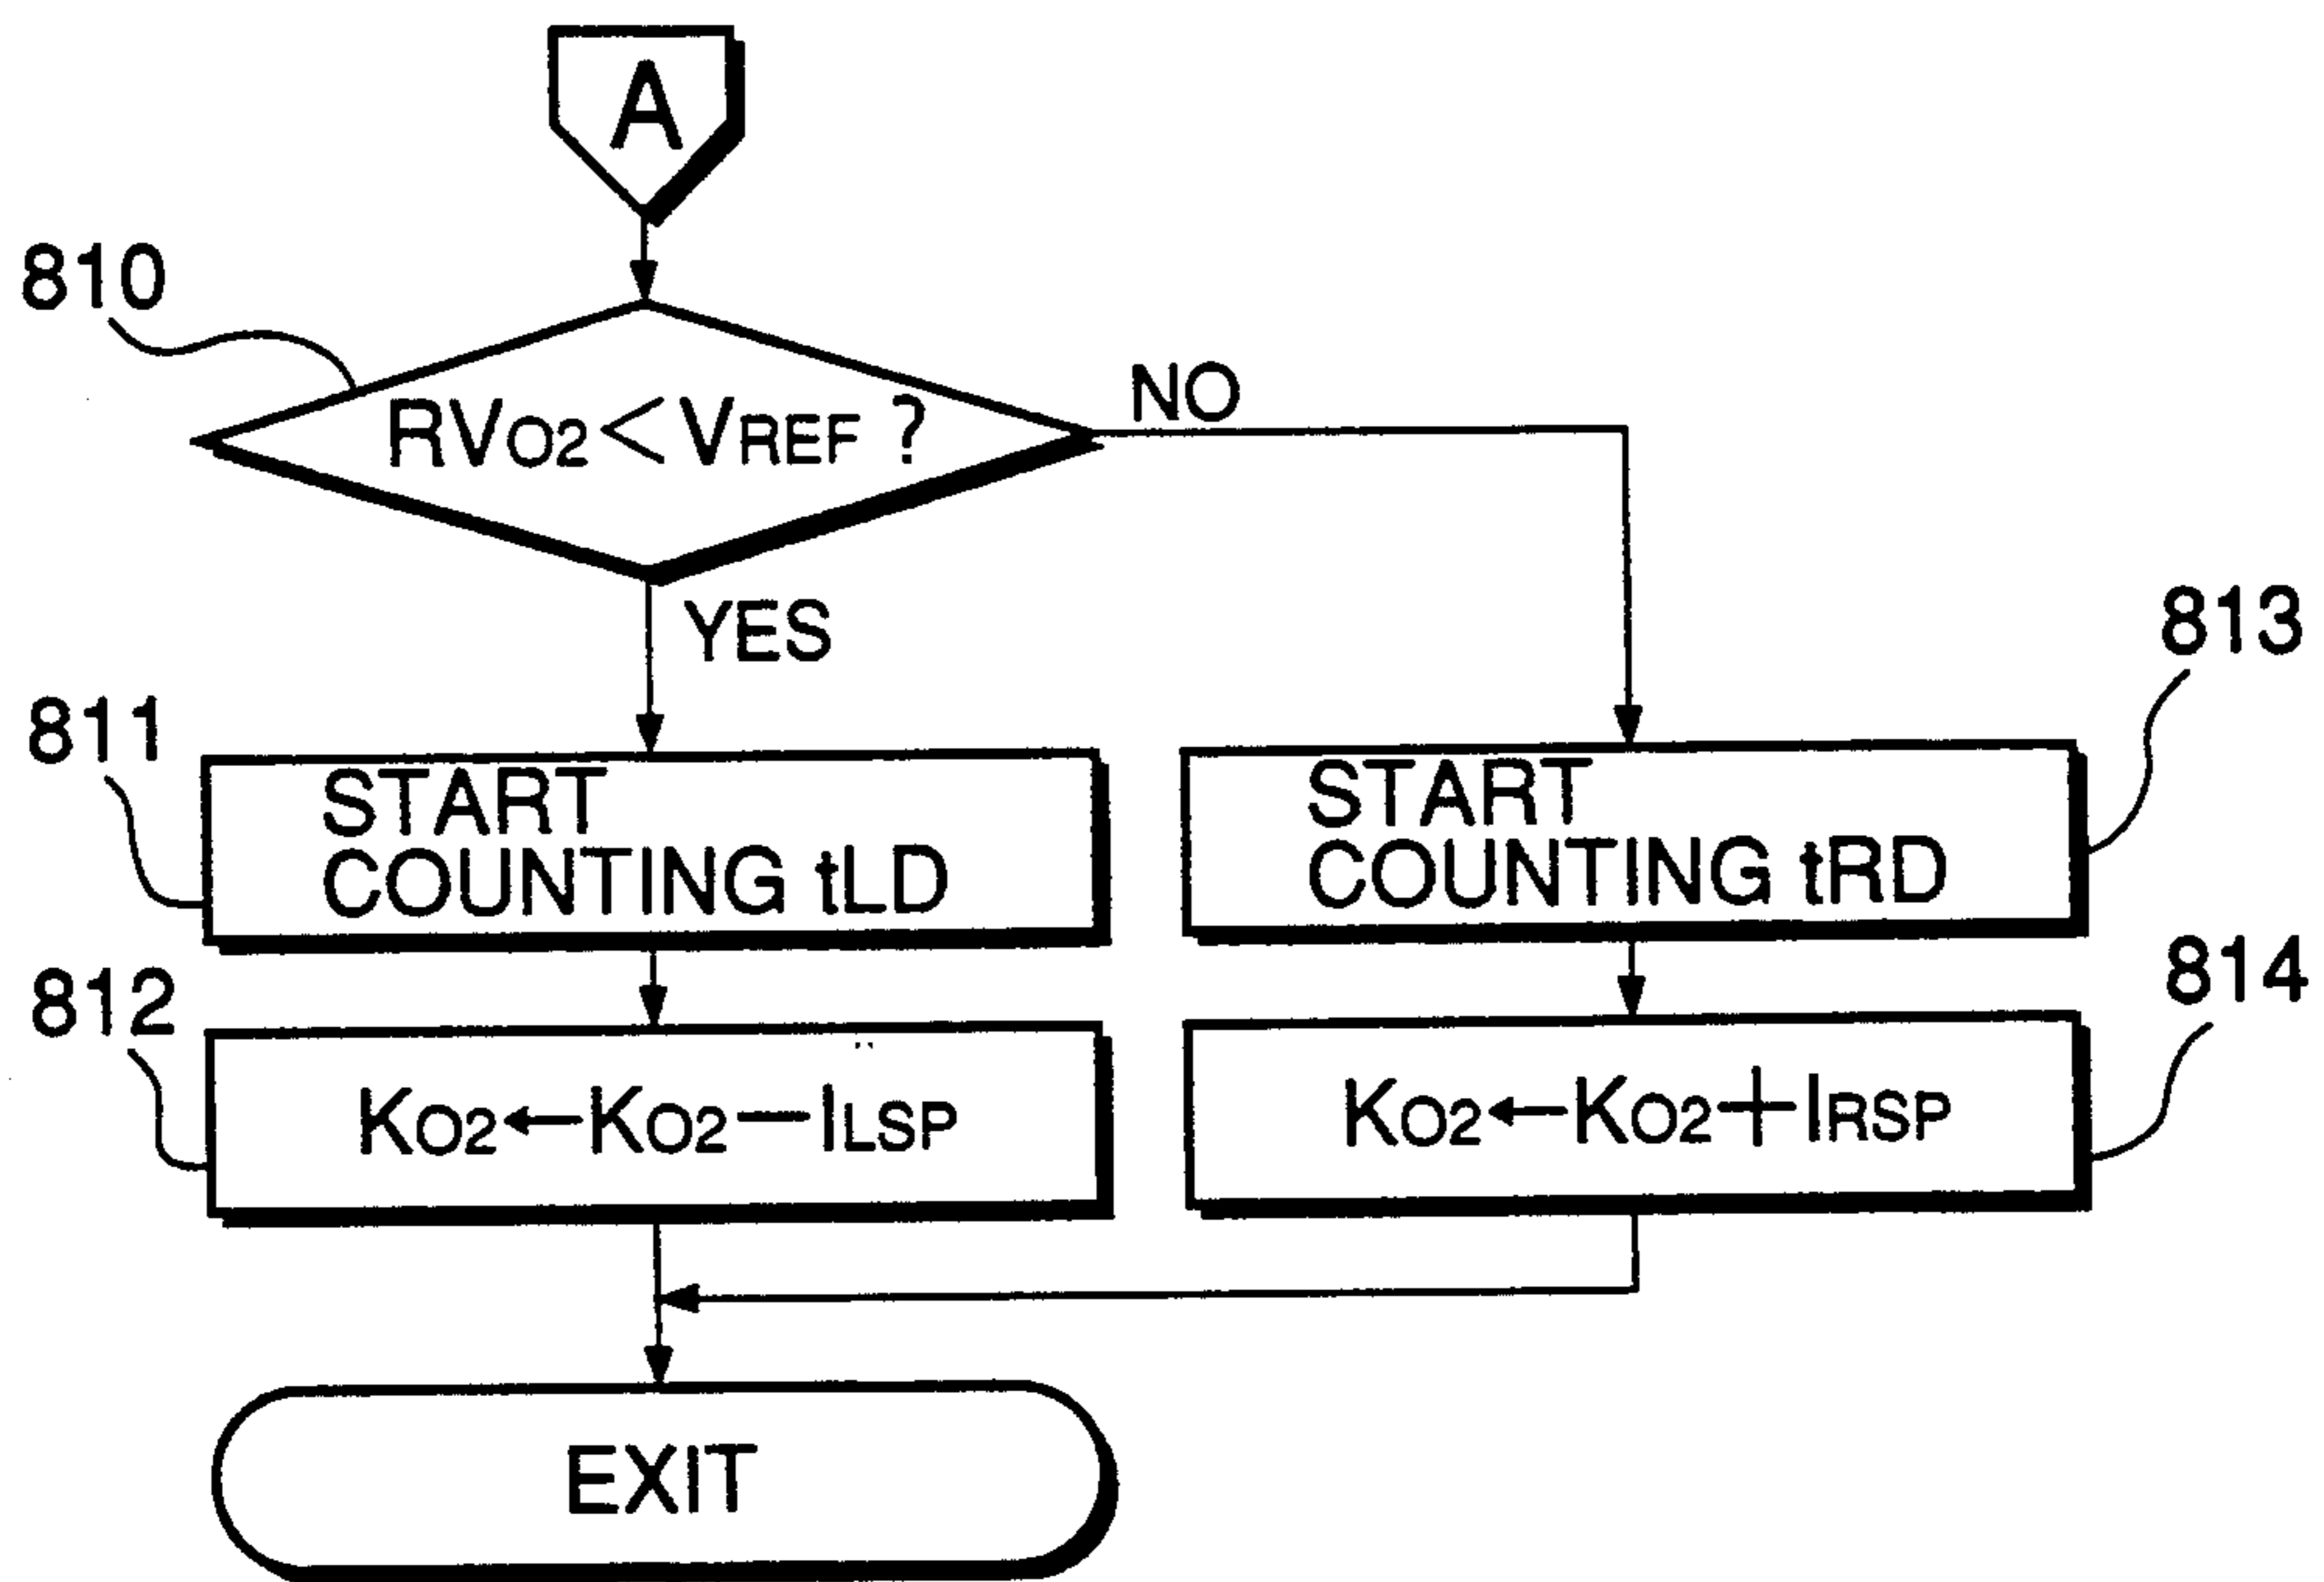 A
810
RVO2<VREF ?
NO
YES
813
811
START
COUNTING tLD
START
COUNTING tRD
812
814
KO2←KO2−ILSP
KO2←KO2+IRSP
EXIT